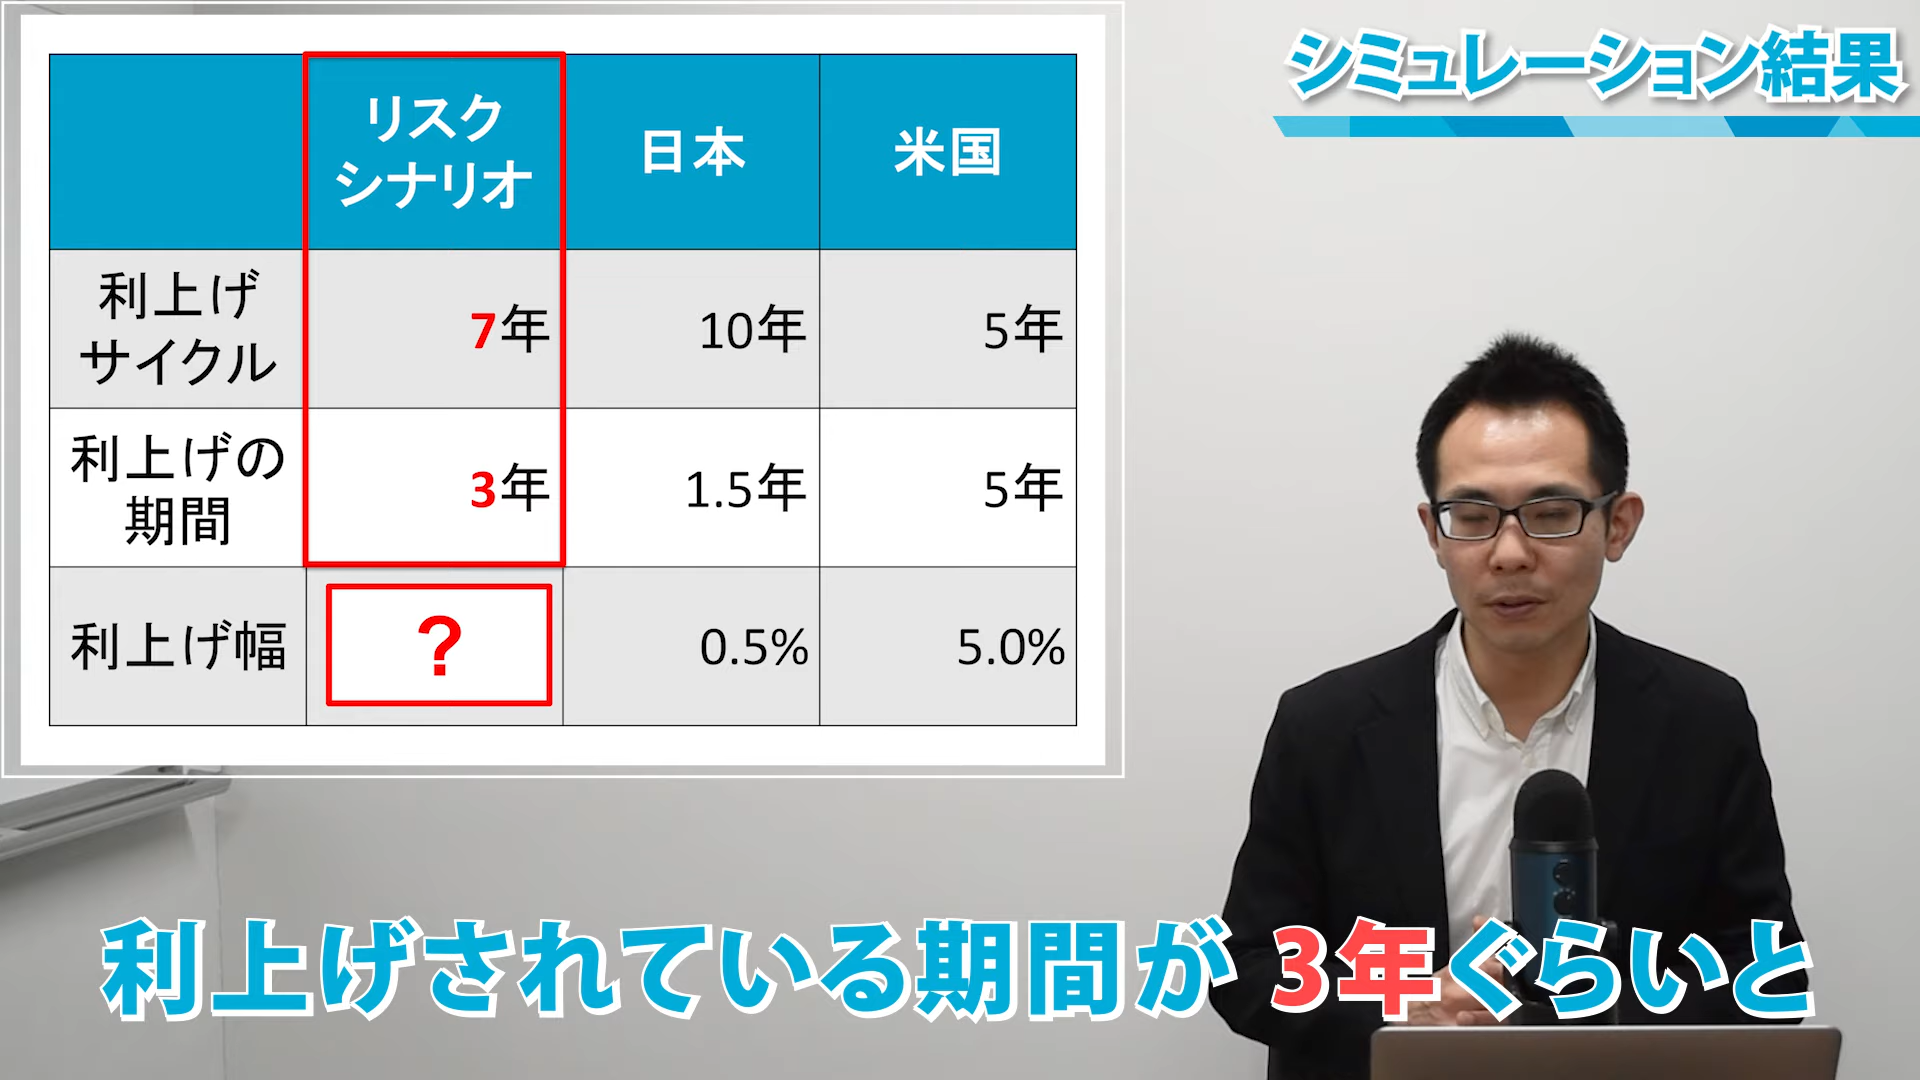 シミュレーション結果
リスク
シナリオ
日本
米国
利上げ
サイクル
7年
10年
5年
利上げの
期間
3年
1.5年
5年
利上げ幅
?
0.5%
5.0%
利上げされている期間が 3年ぐらいと